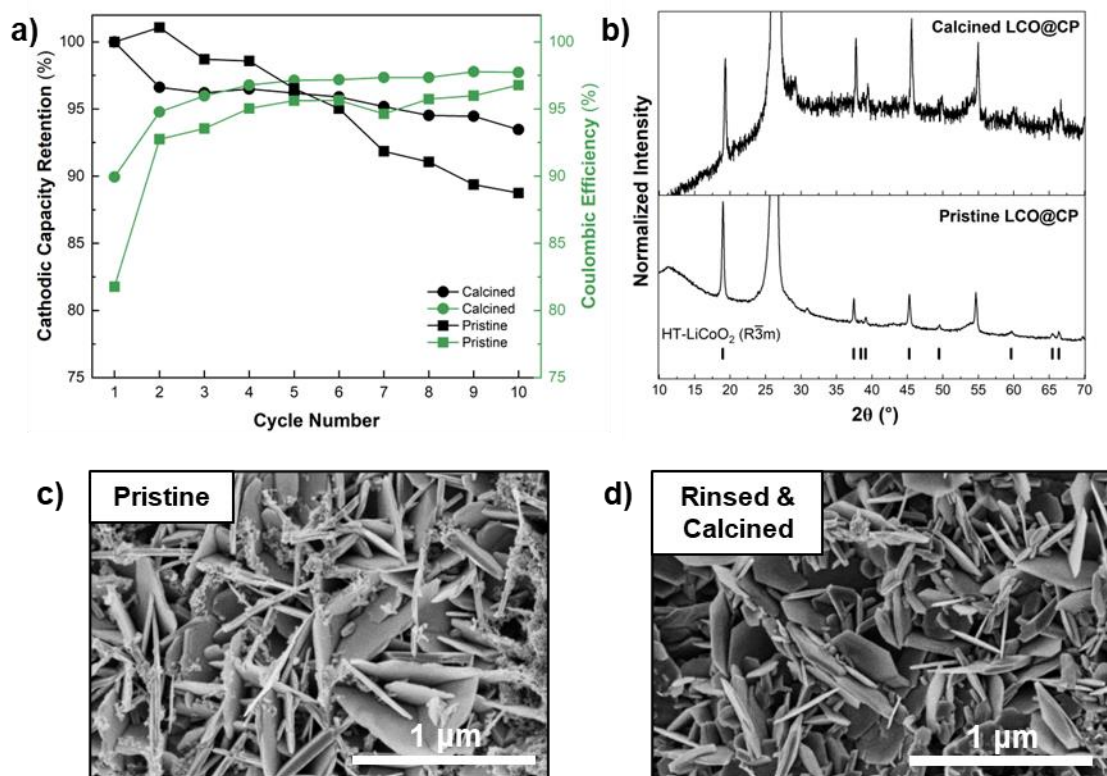 a)
Cathodic Capacity Retention (%)
100
95
90
85
80
75
1 2 3 4 5 6 7 8 9 10
Cycle Number
100
95
90
85
80
75
Coulombic Efficiency (%)
Calcined
Calcined
Pristine
Pristine
b)
Normalized Intensity
Calcined LCO@CP
Pristine LCO@CP
HT-LiCoO₂ (R3̅m)
10 15 20 25 30 35 40 45 50 55 60 65 70
2θ (°)
c)
Pristine
1 µm
d)
Rinsed &
Calcined
1 µm